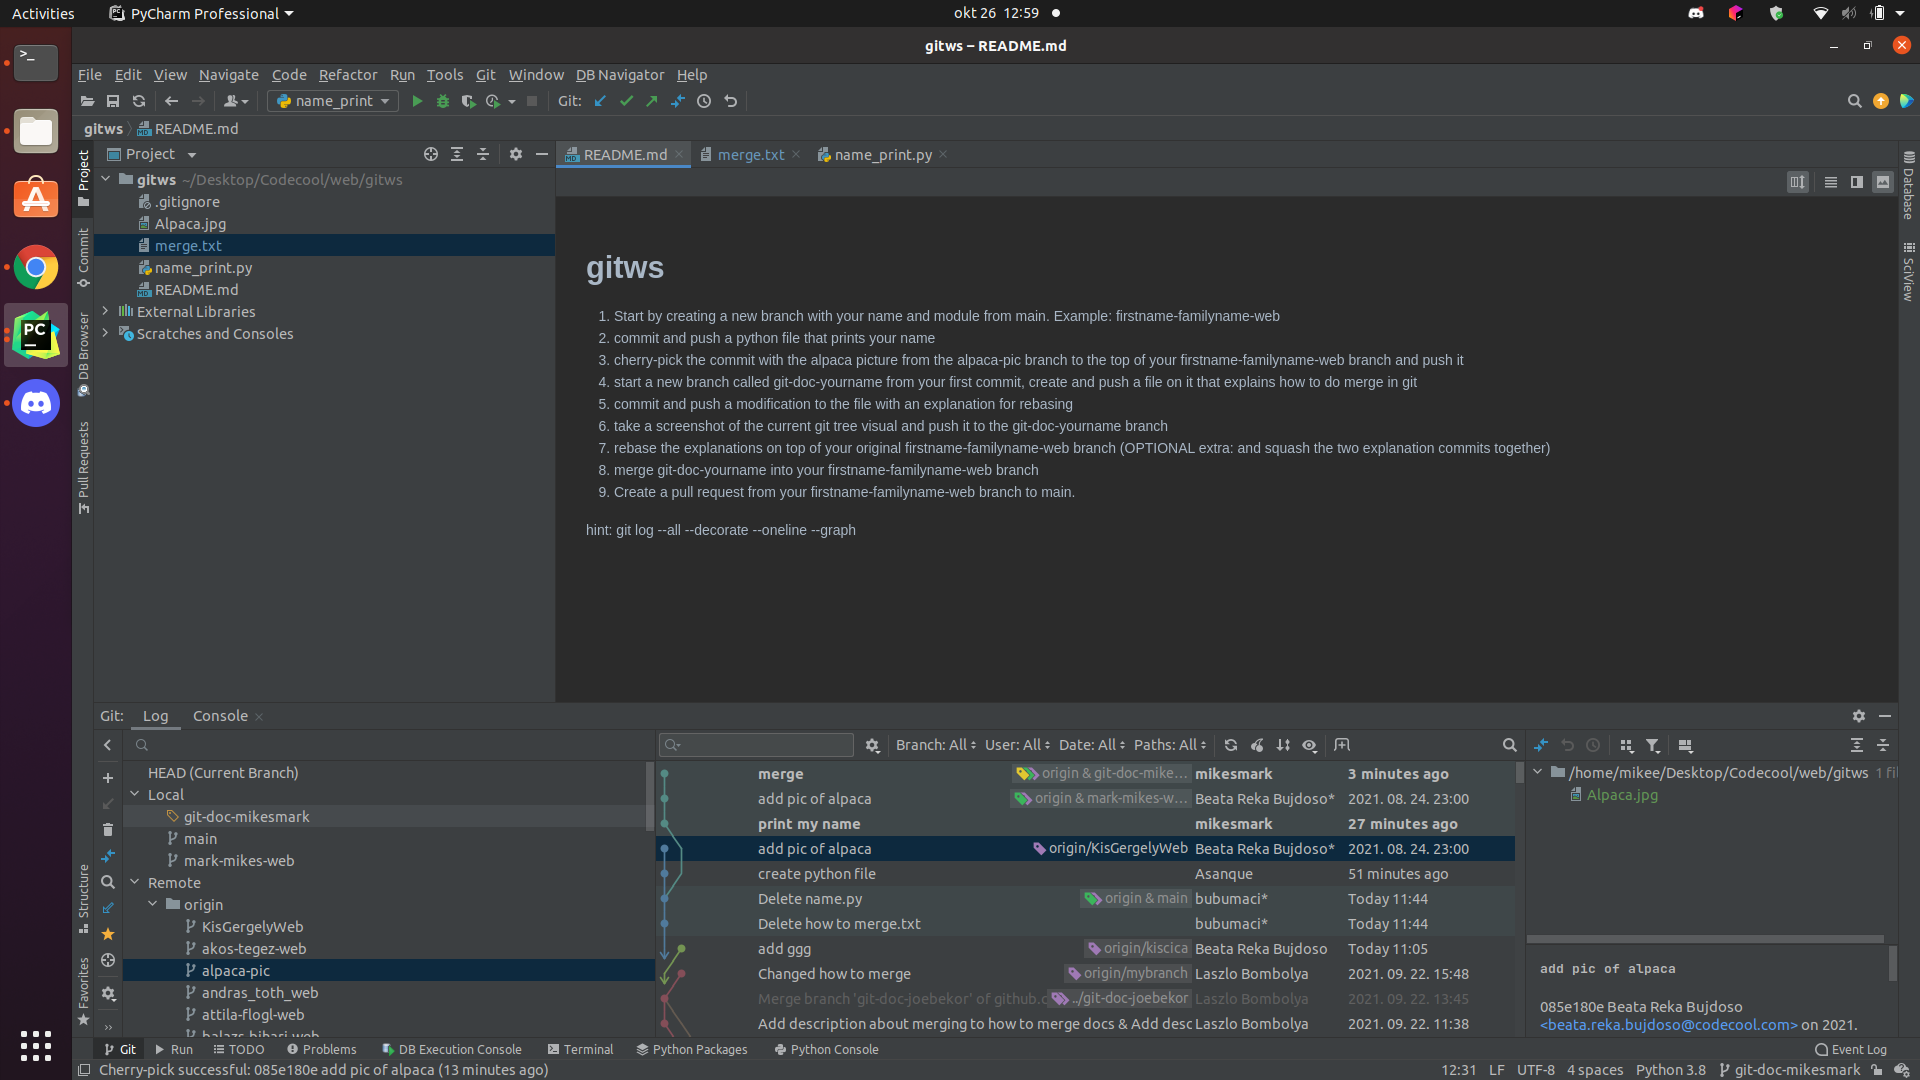 Activities
PyCharm Professional
okt 26 12:59
gitws – README.md
File Edit View Navigate Code Refactor Run Tools Git Window DB Navigator Help
name_print
Git:
gitws README.md
Project
README.md
merge.txt
name_print.py
gitws ~/Desktop/Codecool/web/gitws
.gitignore
Alpaca.jpg
merge.txt
name_print.py
README.md
External Libraries
Scratches and Consoles
Project
Commit
DB Browser
Pull Requests
Structure
Favorites
Database
SciView
gitws
1. Start by creating a new branch with your name and module from main. Example: firstname-familyname-web
2. commit and push a python file that prints your name
3. cherry-pick the commit with the alpaca picture from the alpaca-pic branch to the top of your firstname-familyname-web branch and push it
4. start a new branch called git-doc-yourname from your first commit, create and push a file on it that explains how to do merge in git
5. commit and push a modification to the file with an explanation for rebasing
6. take a screenshot of the current git tree visual and push it to the git-doc-yourname branch
7. rebase the explanations on top of your original firstname-familyname-web branch (OPTIONAL extra: and squash the two explanation commits together)
8. merge git-doc-yourname into your firstname-familyname-web branch
9. Create a pull request from your firstname-familyname-web branch to main.
hint: git log --all --decorate --oneline --graph
Git: Log Console
HEAD (Current Branch)
Local
git-doc-mikesmark
main
mark-mikes-web
Remote
origin
KisGergelyWeb
akos-tegez-web
alpaca-pic
andras_toth_web
attila-flogl-web
Branch: All User: All Date: All Paths: All
merge origin & git-doc-mike... mikesmark 3 minutes ago
add pic of alpaca origin & mark-mikes-w... Beata Reka Bujdoso* 2021. 08. 24. 23:00
print my name mikesmark 27 minutes ago
add pic of alpaca origin/KisGergelyWeb Beata Reka Bujdoso* 2021. 08. 24. 23:00
create python file Asanque 51 minutes ago
Delete name.py origin & main bubumaci* Today 11:44
Delete how to merge.txt bubumaci* Today 11:44
add ggg origin/kiscica Beata Reka Bujdoso Today 11:05
Changed how to merge origin/mybranch Laszlo Bombolya 2021. 09. 22. 15:48
Merge branch 'git-doc-joebekor' of github.c ../git-doc-joebekor Laszlo Bombolya 2021. 09. 22. 13:45
Add description about merging to how to merge docs & Add desc Laszlo Bombolya 2021. 09. 22. 11:38
/home/mikee/Desktop/Codecool/web/gitws 1 fil
Alpaca.jpg
add pic of alpaca
085e180e Beata Reka Bujdoso
<beata.reka.bujdoso@codecool.com> on 2021.
Git Run TODO Problems DB Execution Console Terminal Python Packages Python Console Event Log
Cherry-pick successful: 085e180e add pic of alpaca (13 minutes ago)
12:31 LF UTF-8 4 spaces Python 3.8 git-doc-mikesmark